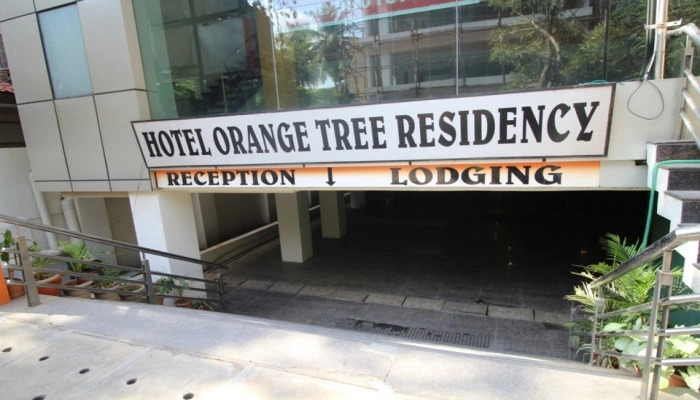 HOTEL ORANGE TREE RESIDENCY
RECEPTION ↓ LODGING